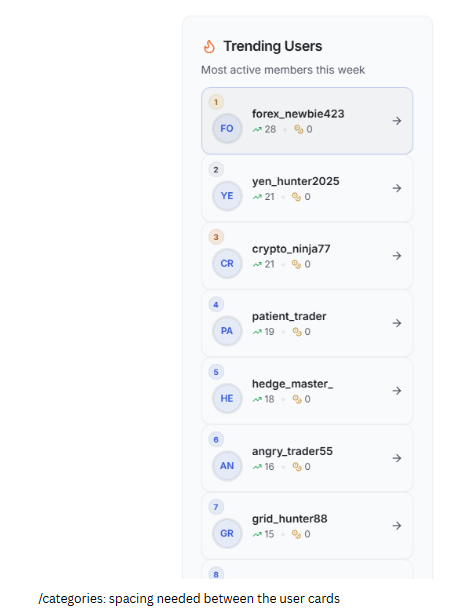 Trending Users
Most active members this week
1
FO
forex_newbie423
28
0
2
YE
yen_hunter2025
21
0
3
CR
crypto_ninja77
21
0
4
PA
patient_trader
19
0
5
HE
hedge_master_
18
0
6
AN
angry_trader55
16
0
7
GR
grid_hunter88
15
0
8
/categories: spacing needed between the user cards